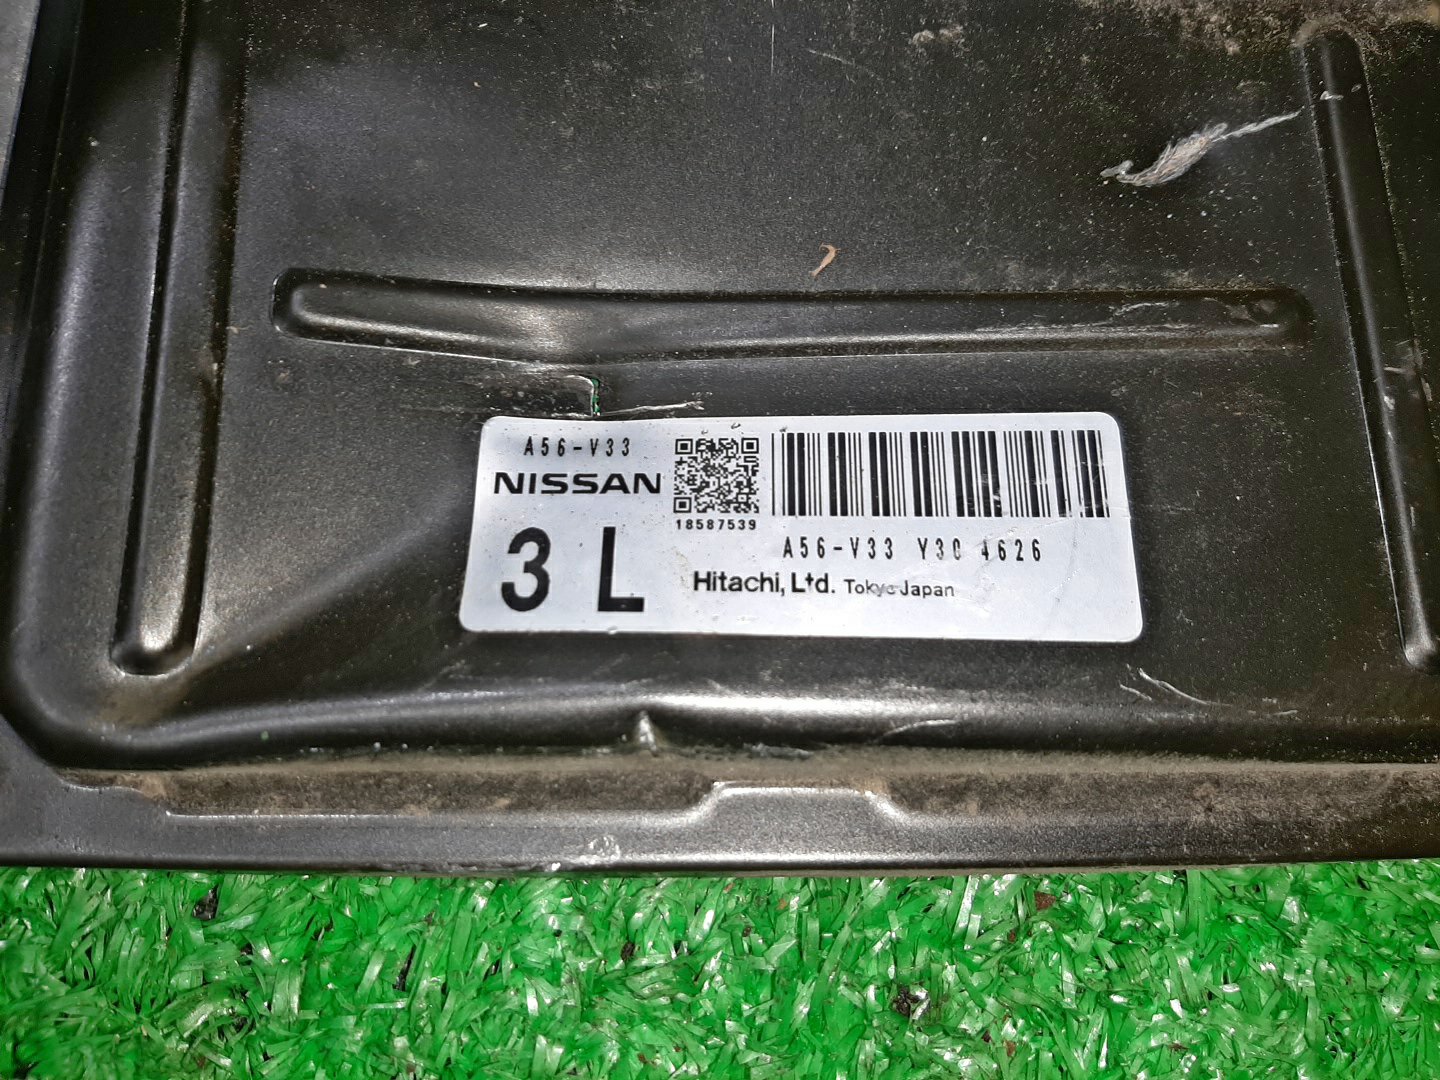 A56-V33
NISSAN
3 L
18587539
A56-V33 Y30 4626
Hitachi, Ltd. Tokyo Japan